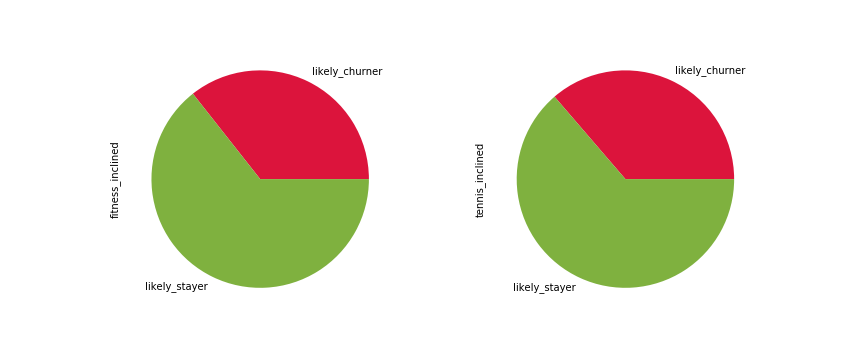 likely_churner
fitness_inclined
likely_stayer
likely_churner
tennis_inclined
likely_stayer